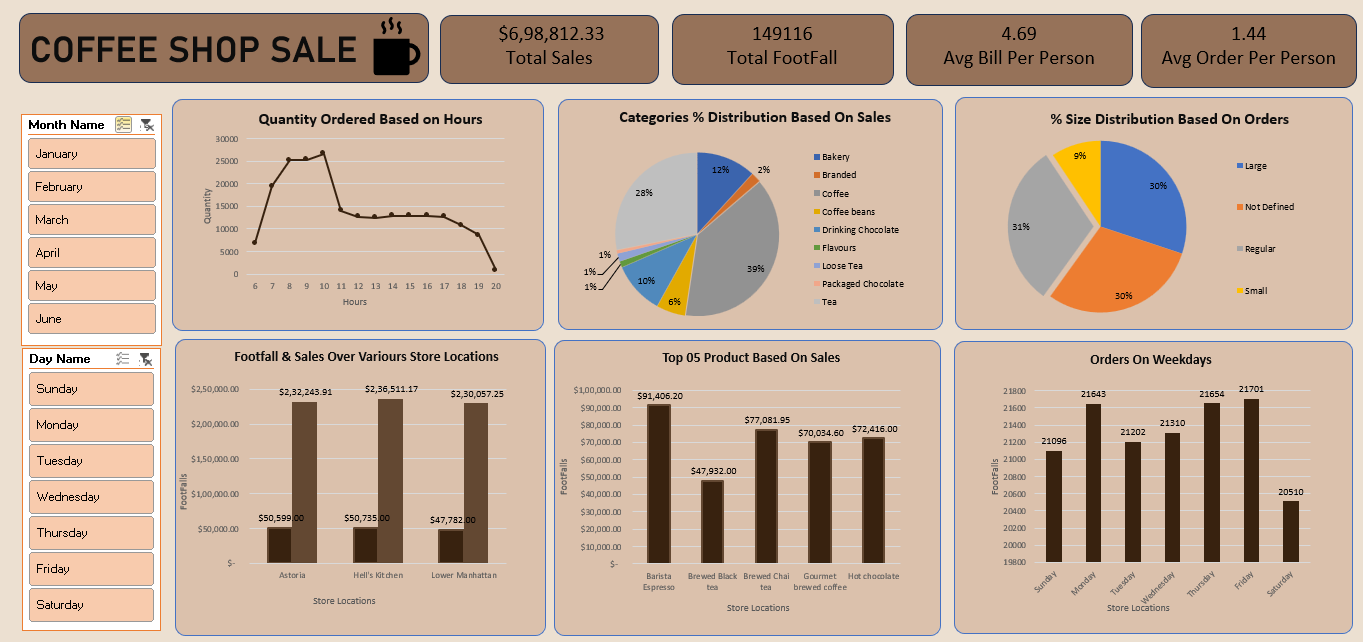 COFFEE SHOP SALE
$6,98,812.33
Total Sales
149116
Total FootFall
4.69
Avg Bill Per Person
1.44
Avg Order Per Person
Month Name
January
February
March
April
May
June
Day Name
Sunday
Monday
Tuesday
Wednesday
Thursday
Friday
Saturday
Quantity Ordered Based on Hours
Quantity
30000
25000
20000
15000
10000
5000
0
6 7 8 9 10 11 12 13 14 15 16 17 18 19 20
Hours
Categories % Distribution Based On Sales
12%
2%
39%
6%
10%
1%
1%
1%
28%
Bakery
Branded
Coffee
Coffee beans
Drinking Chocolate
Flavours
Loose Tea
Packaged Chocolate
Tea
% Size Distribution Based On Orders
30%
30%
31%
9%
Large
Not Defined
Regular
Small
Footfall & Sales Over Variours Store Locations
FootFalls
$2,50,000.00
$2,00,000.00
$1,50,000.00
$1,00,000.00
$50,000.00
$-
$2,32,243.91 $2,36,511.17 $2,30,057.25
$50,599.00 $50,735.00 $47,782.00
Astoria Hell's Kitchen Lower Manhattan
Store Locations
Top 05 Product Based On Sales
FootFalls
$1,00,000.00
$90,000.00
$80,000.00
$70,000.00
$60,000.00
$50,000.00
$40,000.00
$30,000.00
$20,000.00
$10,000.00
$-
$91,406.20 $47,932.00 $77,081.95 $70,034.60 $72,416.00
Barista Brewed Black Brewed Chai Gourmet Hot chocolate
Espresso tea tea brewed coffee
Store Locations
Orders On Weekdays
FootFalls
21800
21600
21400
21200
21000
20800
20600
20400
20200
20000
19800
21096 21643 21202 21310 21654 21701 20510
Sunday Monday Tuesday Wednesday Thursday Friday Saturday
Store Locations